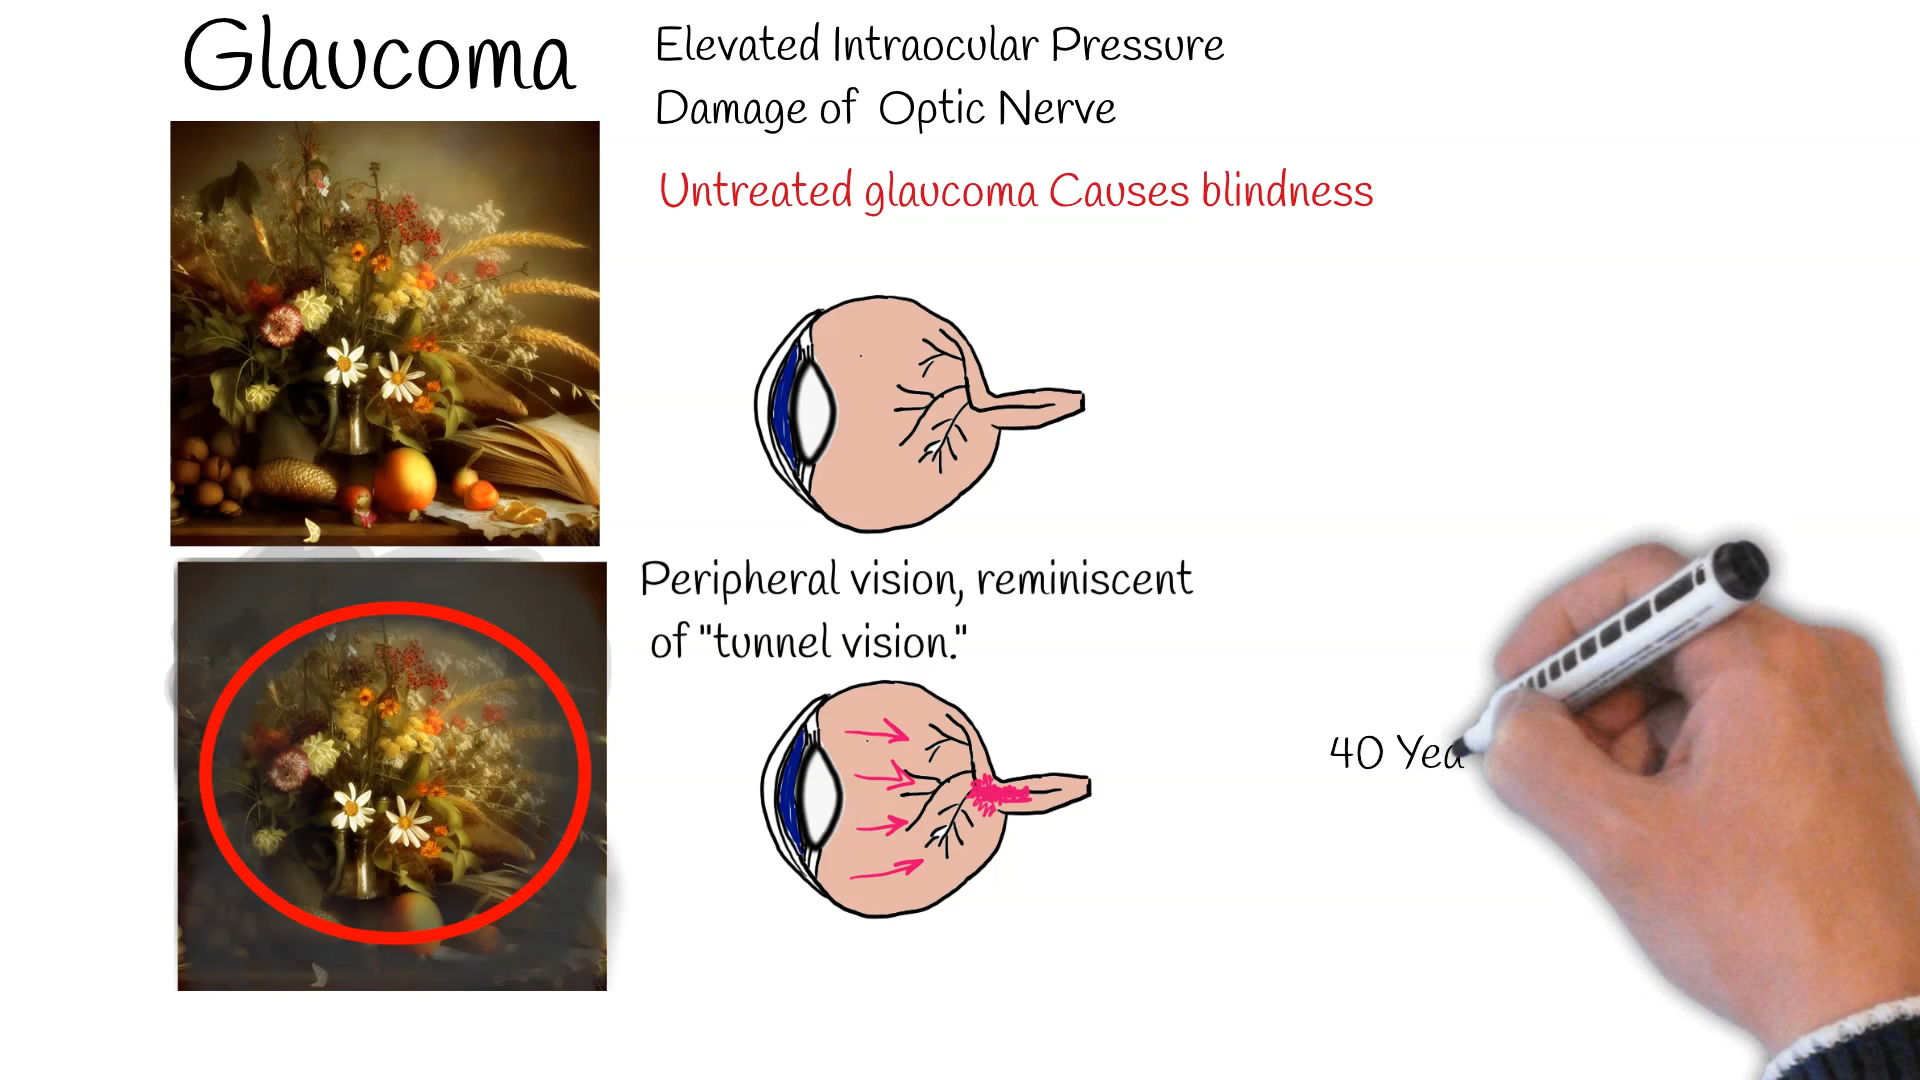 Glaucoma
Elevated Intraocular Pressure
Damage of Optic Nerve
Untreated glaucoma Causes blindness
Peripheral vision, reminiscent
of "tunnel vision."
40 Yea